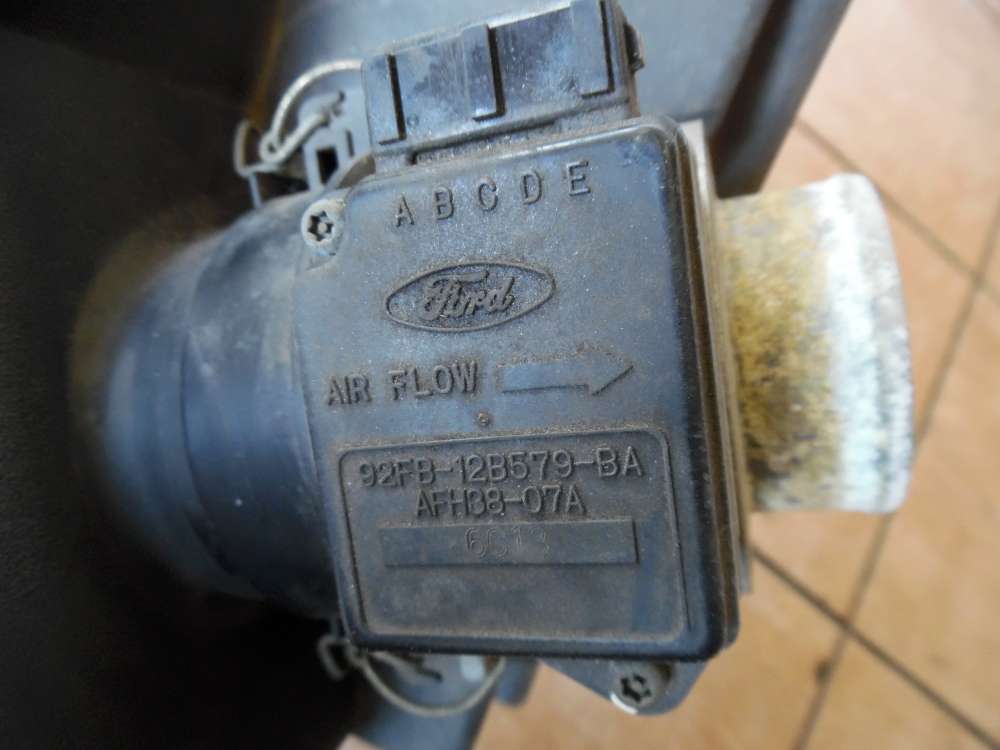 A B C D E
Ford
AIR FLOW
92FB-12B579-BA
AFH38-07A